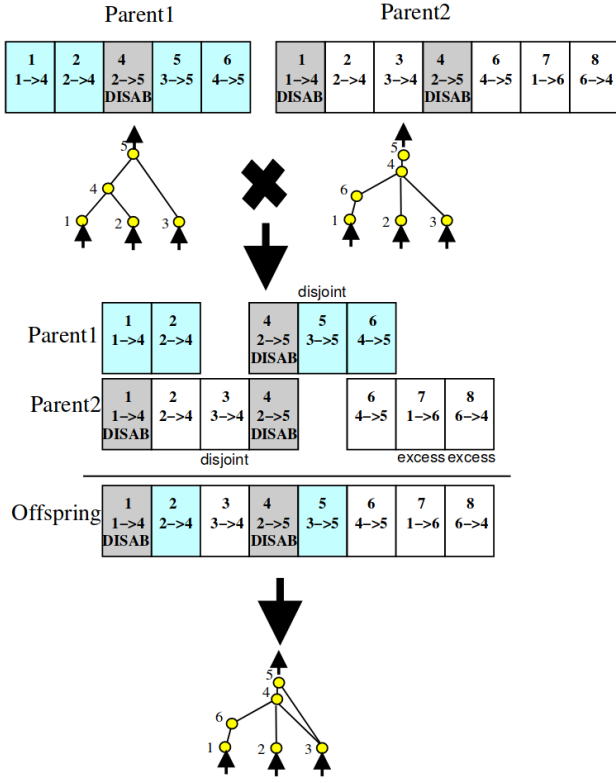 Parent1 Parent2
1 2 4 5 6 1 2 3 4 6 7 8
1->4 2->4 2->5 3->5 4->5 1->4 2->4 3->4 2->5 4->5 1->6 6->4
DISAB DISAB DISAB
5 5
4 4
6
1 2 3 1 2 3
disjoint
Parent1 1 2 4 5 6
1->4 2->4 2->5 3->5 4->5
DISAB
Parent2 1 2 3 4 6 7 8
1->4 2->4 3->4 2->5 4->5 1->6 6->4
DISAB DISAB
disjoint excess excess
Offspring 1 2 3 4 5 6 7 8
1->4 2->4 3->4 2->5 3->5 4->5 1->6 6->4
DISAB DISAB
5
4
6
1 2 3